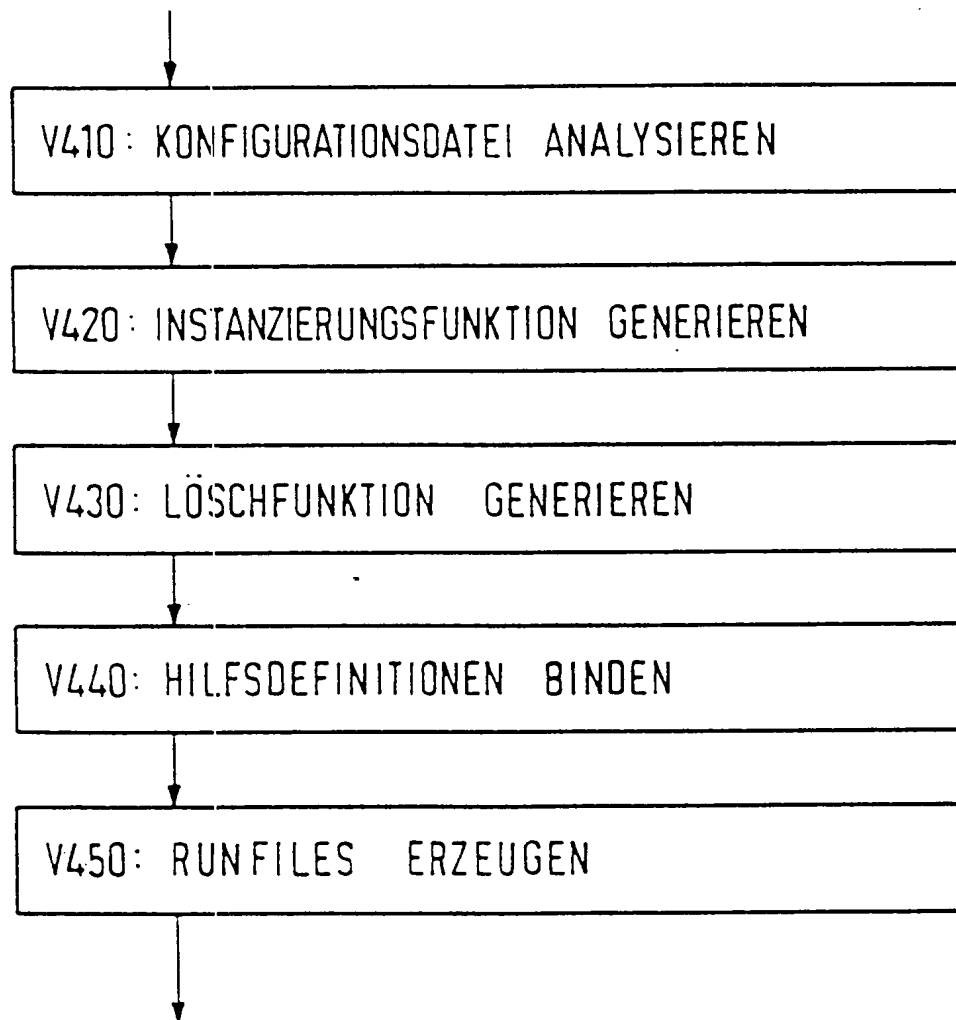 V410: KONFIGURATIONSDATEI ANALYSIEREN
V420: INSTANZIERUNGSFUNKTION GENERIEREN
V430: LÖSCHFUNKTION GENERIEREN
V440: HILFSDEFINITIONEN BINDEN
V450: RUNFILES ERZEUGEN